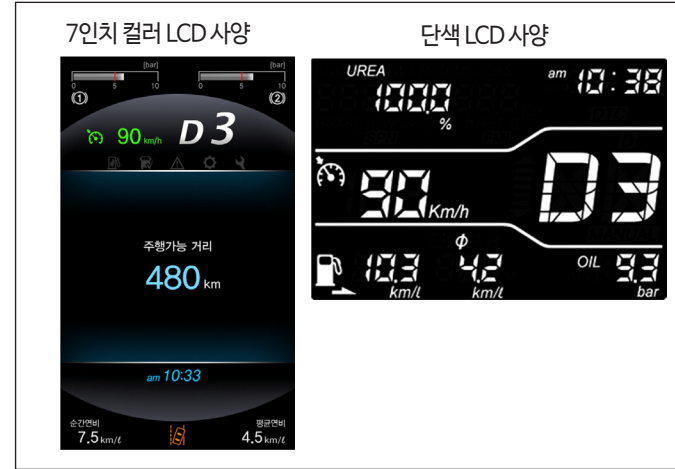 7인치 컬러 LCD 사양
[bar] [bar]
0 5 10 0 5 10
(1) (2)
90 km/h D 3
주행가능 거리
480 km
am 10:33
순간연비 평균연비
7.5 km/ℓ 4.5 km/ℓ
단색 LCD 사양
UREA am 10:38
100.0
%
90 Km/h D3
ϕ
10.3 4.2 OIL 9.3
km/ℓ km/ℓ bar